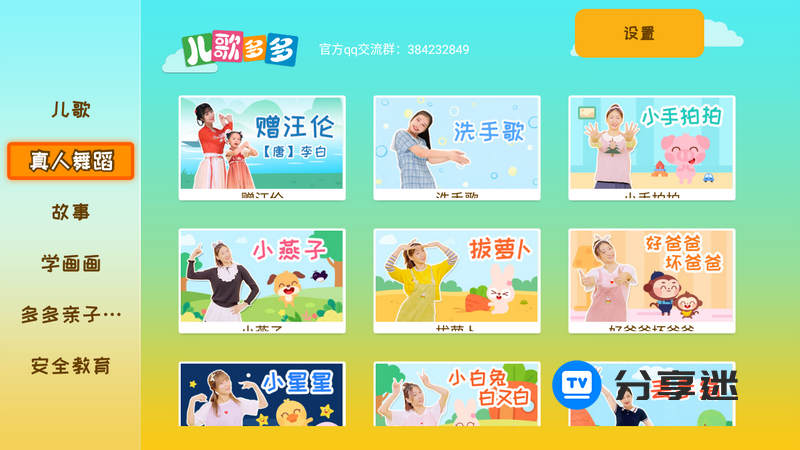 儿歌多多
官方qq交流群：384232849
设置
儿歌
真人舞蹈
故事
学画画
多多亲子…
安全教育
赠汪伦
【唐】李白
赠汪伦
洗手歌
洗手歌
小手拍拍
小手拍拍
小燕子
小燕子
拔萝卜
拔萝卜
好爸爸
坏爸爸
好爸爸坏爸爸
小星星
小白兔
白又白
TV
分享迷